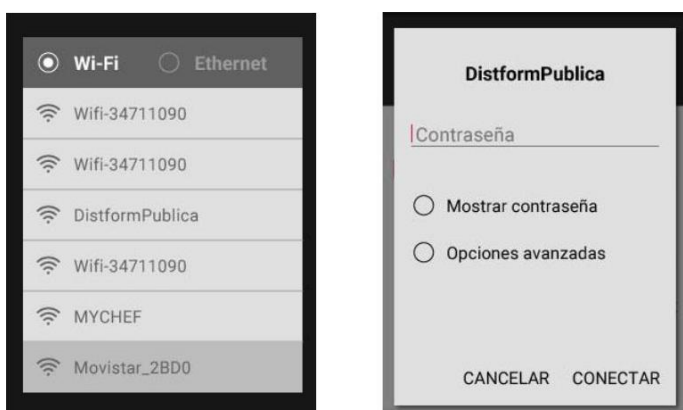 Wi-Fi Ethernet
Wifi-34711090
Wifi-34711090
DistformPublica
Wifi-34711090
MYCHEF
Movistar_2BD0
DistformPublica
Contraseña
Mostrar contraseña
Opciones avanzadas
CANCELAR CONECTAR